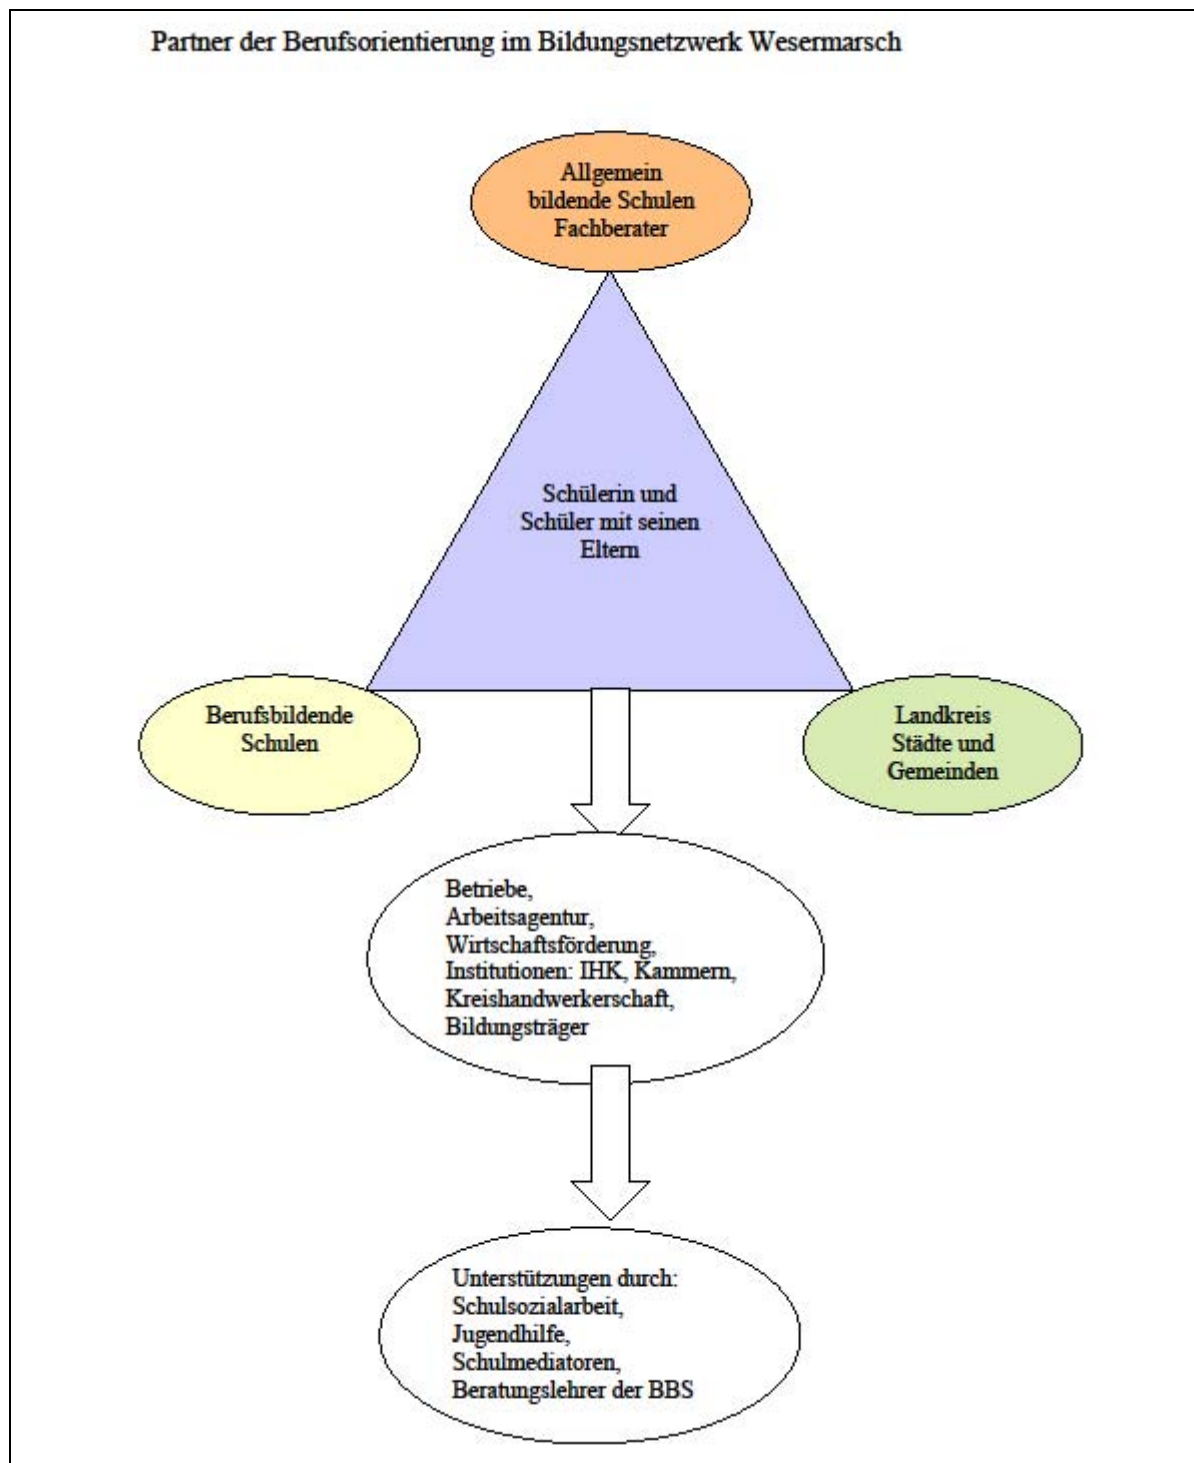 Partner der Berufsorientierung im Bildungsnetzwerk Wesermarsch
Allgemein
bildende Schulen
Fachberater
Schülerin und
Schüler mit seinen
Eltern
Berufsbildende
Schulen
Landkreis
Städte und
Gemeinden
Betriebe,
Arbeitsagentur,
Wirtschaftsförderung,
Institutionen: IHK, Kammern,
Kreishandwerkerschaft,
Bildungsträger
Unterstützungen durch:
Schulsozialarbeit,
Jugendhilfe,
Schulmediatoren,
Beratungslehrer der BBS